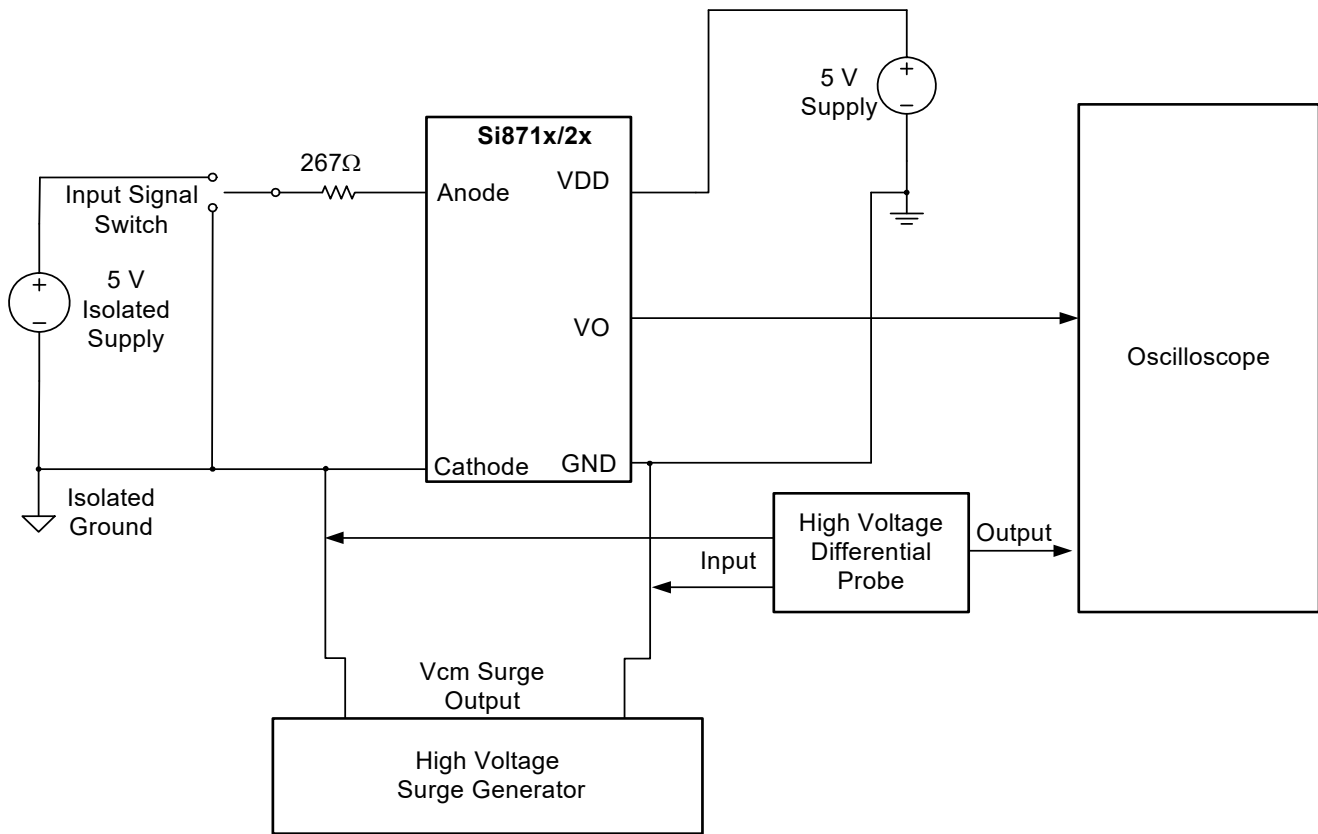 5 V
Supply
Si871x/2x
267Ω
Input Signal
Switch
Anode
VDD
5 V
Isolated
Supply
VO
Oscilloscope
Cathode
GND
Isolated
Ground
High Voltage
Differential
Probe
Output
Input
Vcm Surge
Output
High Voltage
Surge Generator